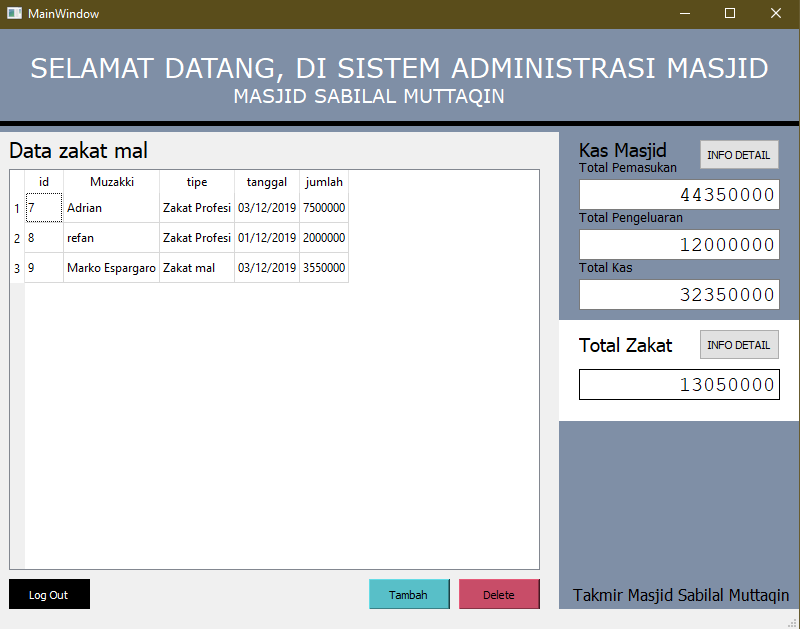 MainWindow
SELAMAT DATANG, DI SISTEM ADMINISTRASI MASJID
MASJID SABILAL MUTTAQIN
Data zakat mal
id Muzakki tipe tanggal jumlah
1 7 Adrian Zakat Profesi 03/12/2019 7500000
2 8 refan Zakat Profesi 01/12/2019 2000000
3 9 Marko Espargaro Zakat mal 03/12/2019 3550000
Log Out
Tambah
Delete
Kas Masjid
INFO DETAIL
Total Pemasukan
44350000
Total Pengeluaran
12000000
Total Kas
32350000
Total Zakat
INFO DETAIL
13050000
Takmir Masjid Sabilal Muttaqin